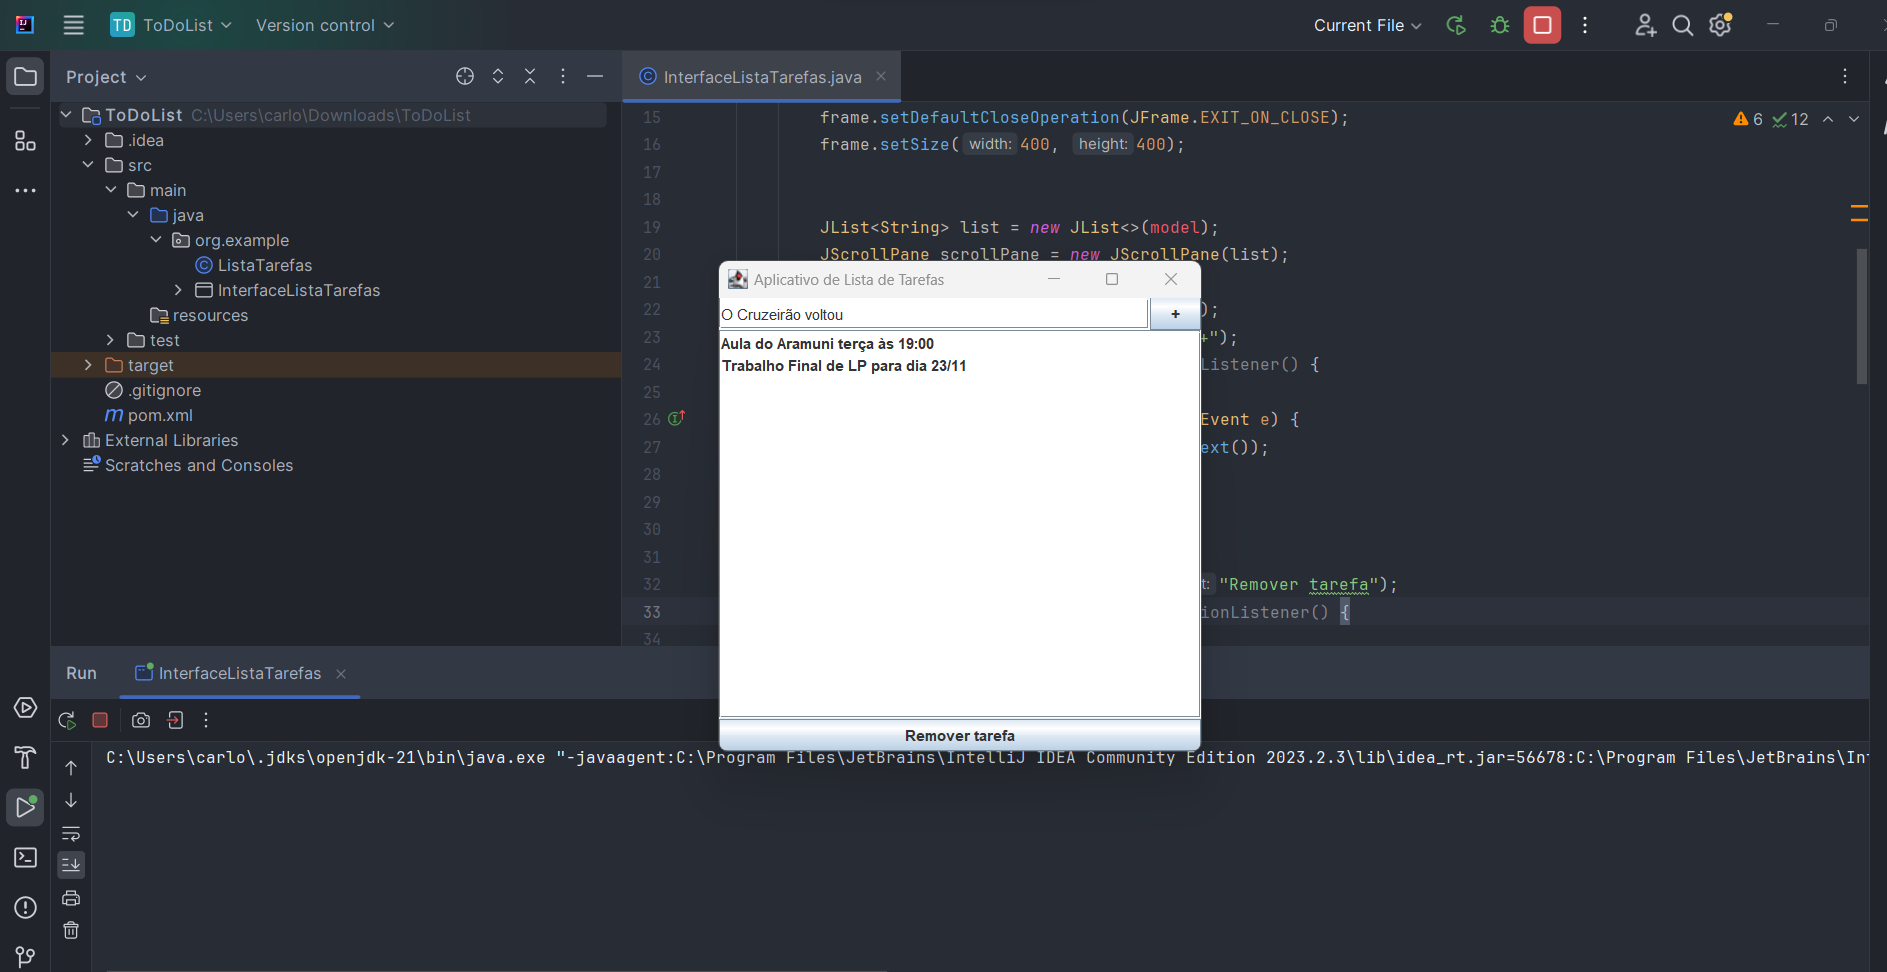 TD ToDoList Version control Current File
Project
InterfaceListaTarefas.java
ToDoList C:\Users\carlo\Downloads\ToDoList
.idea
src
main
java
org.example
ListaTarefas
InterfaceListaTarefas
resources
test
target
.gitignore
pom.xml
External Libraries
Scratches and Consoles
6 12
15 frame.setDefaultCloseOperation(JFrame.EXIT_ON_CLOSE);
16 frame.setSize( width: 400, height: 400);
17
18
19 JList<String> list = new JList<>(model);
20 JScrollPane scrollPane = new JScrollPane(list);
21
22 );
23 +");
24 Listener() {
25
26 Event e) {
27 ext());
28
29
30
31
32 t: "Remover tarefa");
33 ionListener() {
34
Aplicativo de Lista de Tarefas
O Cruzeirão voltou +
Aula do Aramuni terça às 19:00
Trabalho Final de LP para dia 23/11
Remover tarefa
Run InterfaceListaTarefas
C:\Users\carlo\.jdks\openjdk-21\bin\java.exe "-javaagent:C:\Program Files\JetBrains\IntelliJ IDEA Community Edition 2023.2.3\lib\idea_rt.jar=56678:C:\Program Files\JetBrains\Int